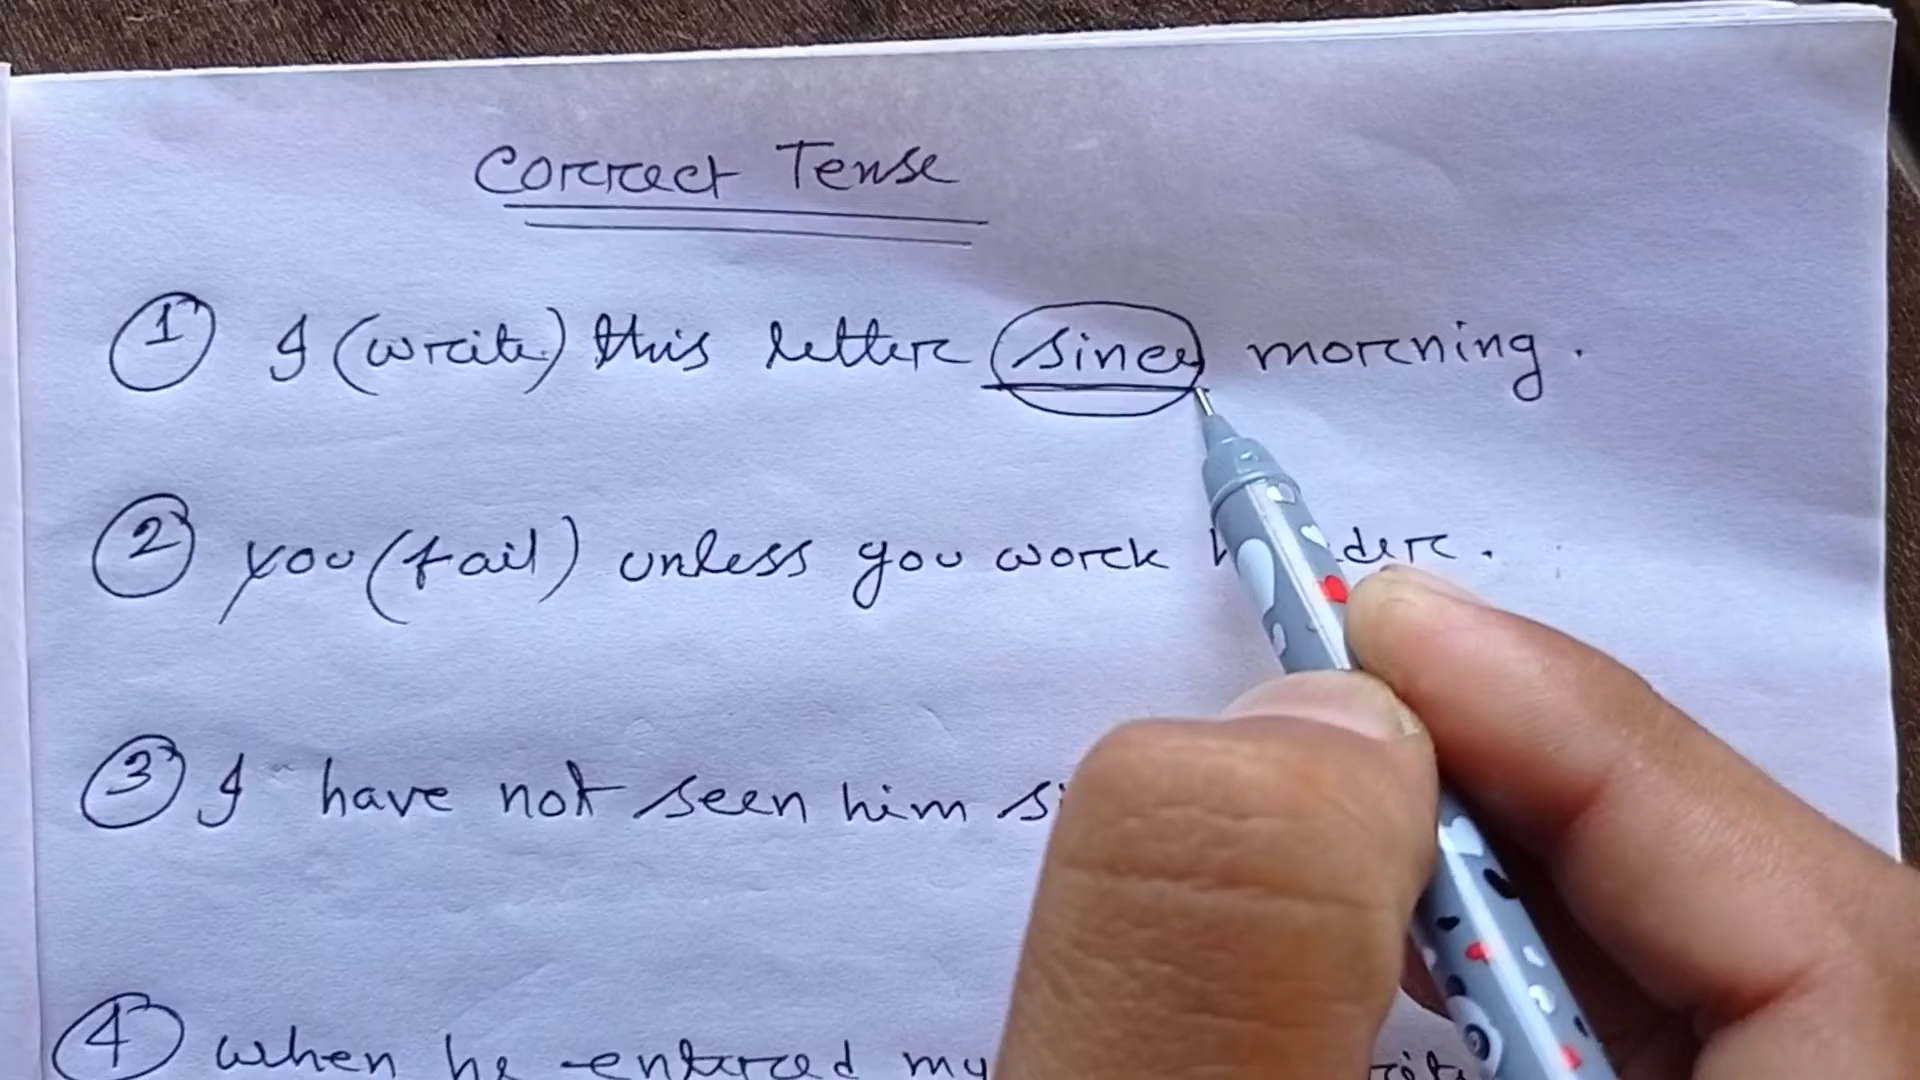 Correct Tense
① I (write) this letter since morning.
② you (fail) unless you work
③ I have not seen him
④ when he entered my